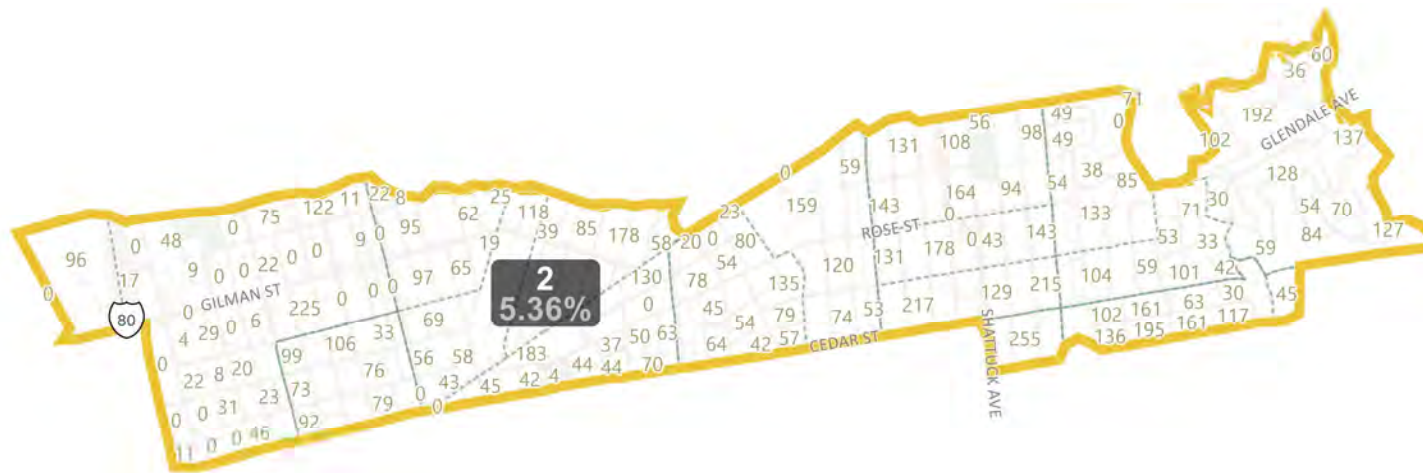 60
36
GLENDALE AVE
192
137
102
71
0
56
49
131 108 98 49
128
0 59 38 85
30
54 70
164 94 54
143 0 133 71
127
84
ROSE ST
159
23
11 22 8 25
122 62 118
75 95 39 85 178
0 9 0 19 58 20 0 80
48 54
0
96 131 178 0 43 143 53 33 59
9 0 0 22 0 0 97 65 130 78 135 120
17
0
GILMAN ST
2
5.36%
225 0 0 0
0
45 79
217 129 215 104 59 101 42
30
45
80
4 29 0 6
69
54 74 53
102 161 63 117
136 195 161
255
SHATTUCK AVE
CEDAR ST
106 33
99
0
56 58 183 37 50 63
64 42 57
22 8 20
76
73
43 45 42 4 44 44 70
0 0 31 23
79 0 0
92
11 0 0 46